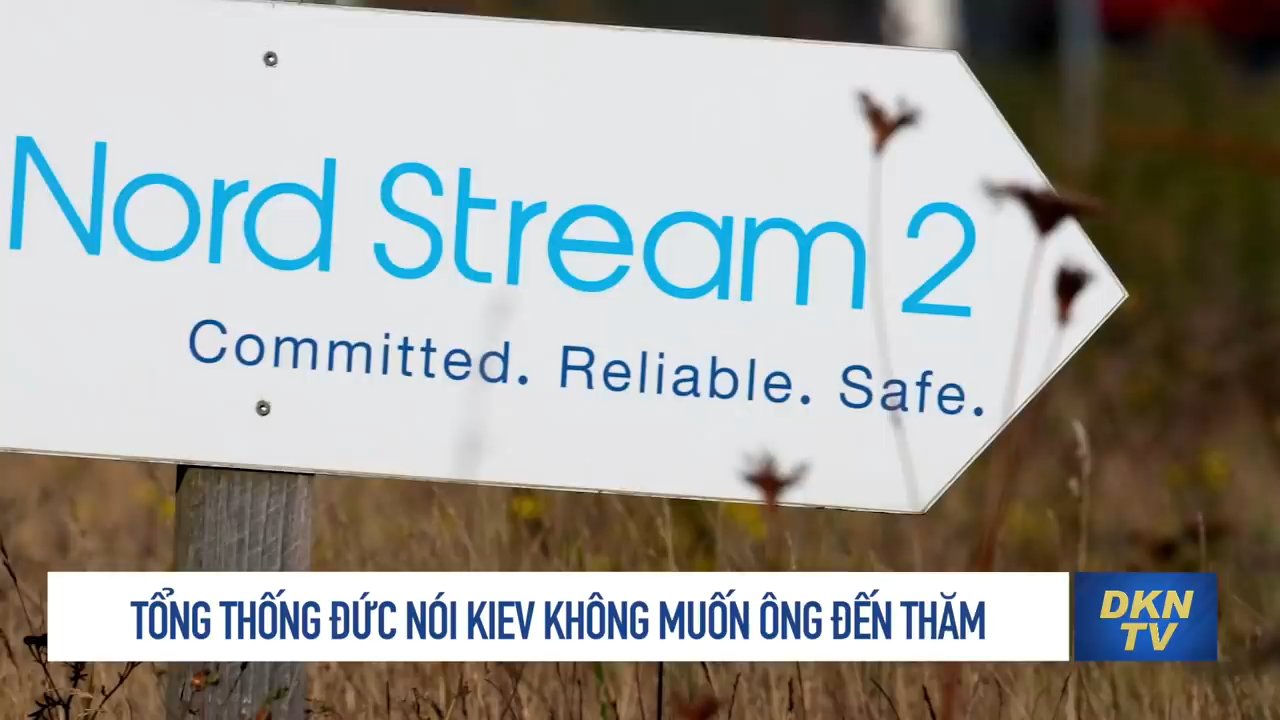 Nord Stream 2
Committed. Reliable. Safe.
TỔNG THỐNG ĐỨC NÓI KIEV KHÔNG MUỐN ÔNG ĐẾN THĂM
DKN
TV